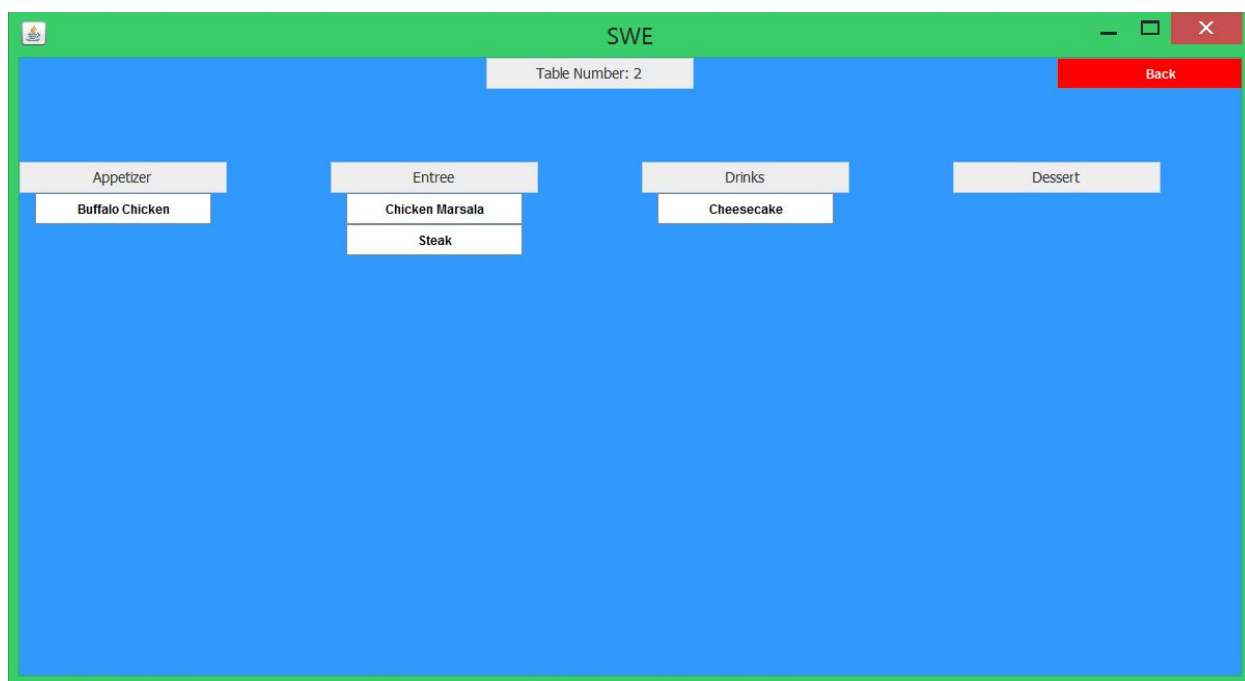 SWE
Table Number: 2
Back
Appetizer
Entree
Drinks
Dessert
Buffalo Chicken
Chicken Marsala
Cheesecake
Steak